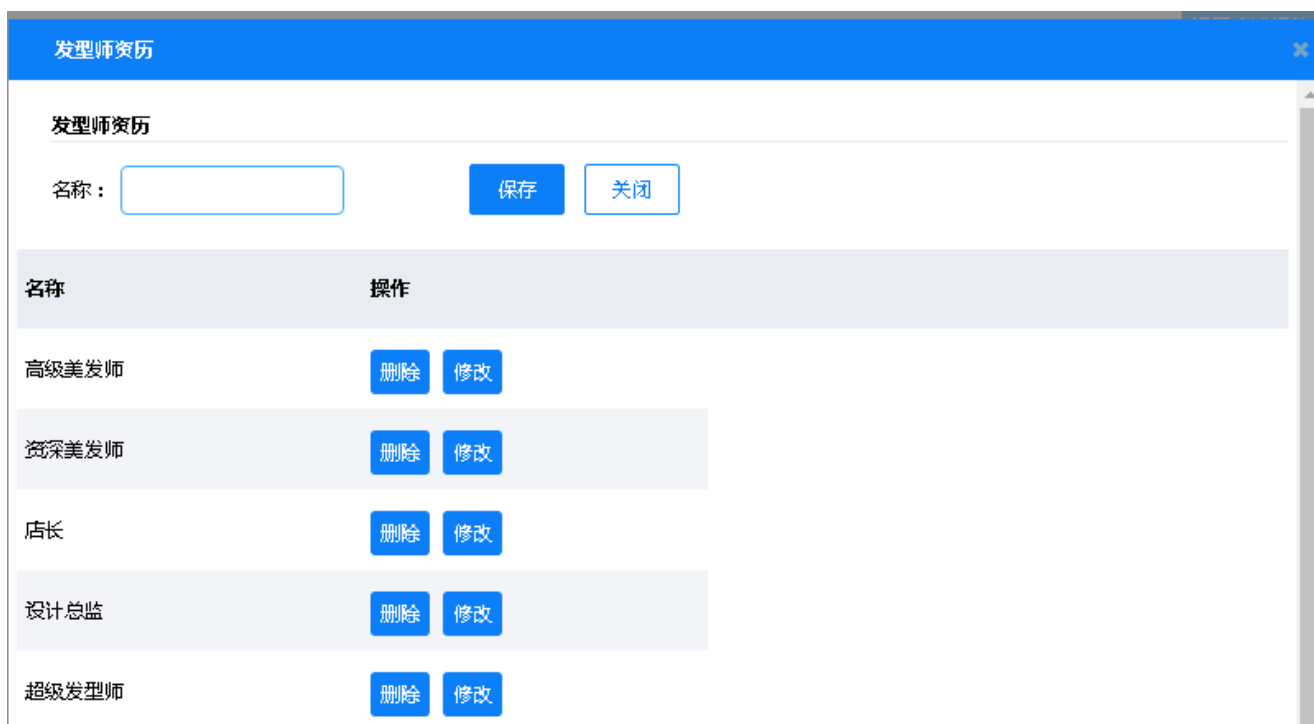 发型师资历
发型师资历
名称：
保存 关闭
名称 操作
高级美发师 删除 修改
资深美发师 删除 修改
店长 删除 修改
设计总监 删除 修改
超级发型师 删除 修改